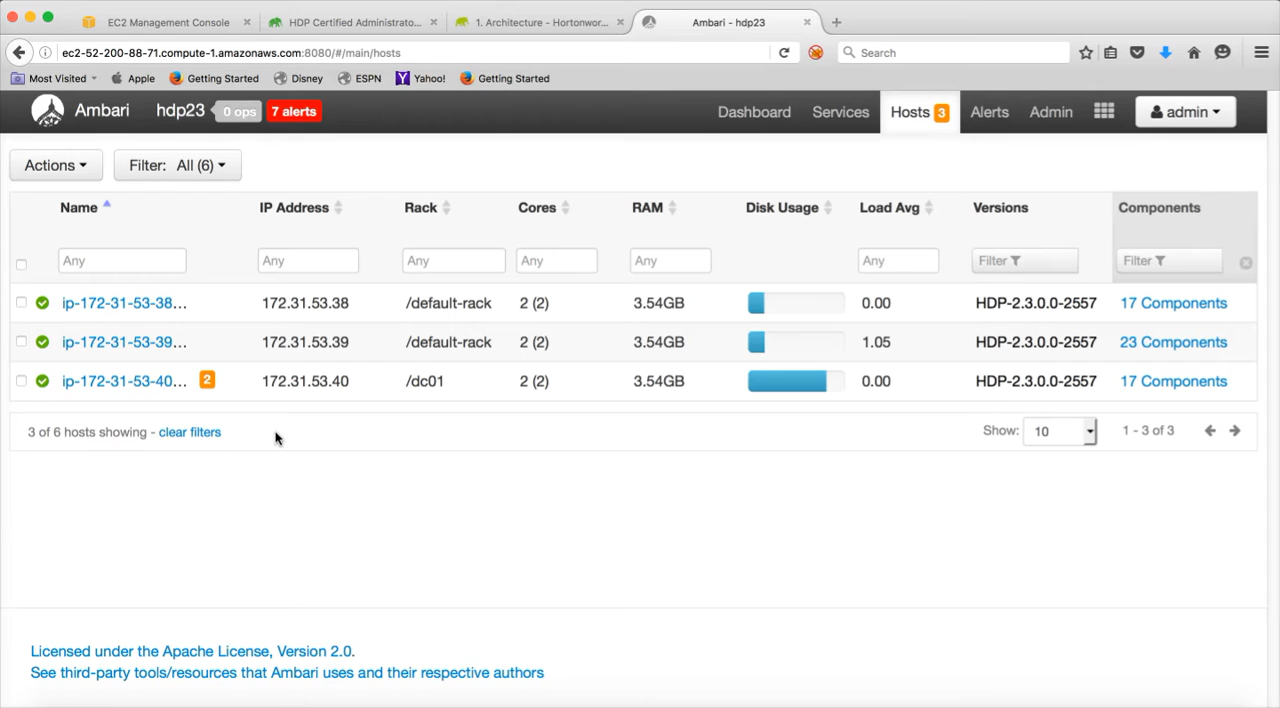 EC2 Management Console
HDP Certified Administrato...
1. Architecture - Hortonwor...
Ambari - hdp23
ec2-52-200-88-71.compute-1.amazonaws.com:8080/#/main/hosts
Search
Most Visited
Apple
Getting Started
Disney
ESPN
Yahoo!
Getting Started
Ambari
hdp23
0 ops
7 alerts
Dashboard
Services
Hosts 3
Alerts
Admin
admin
Actions
Filter: All (6)
Name
IP Address
Rack
Cores
RAM
Disk Usage
Load Avg
Versions
Components
Any
Any
Any
Any
Any
Any
Filter
Filter
ip-172-31-53-38... 172.31.53.38 /default-rack 2 (2) 3.54GB 0.00 HDP-2.3.0.0-2557 17 Components
ip-172-31-53-39... 172.31.53.39 /default-rack 2 (2) 3.54GB 1.05 HDP-2.3.0.0-2557 23 Components
ip-172-31-53-40... 2 172.31.53.40 /dc01 2 (2) 3.54GB 0.00 HDP-2.3.0.0-2557 17 Components
3 of 6 hosts showing - clear filters
Show: 10
1 - 3 of 3
Licensed under the Apache License, Version 2.0.
See third-party tools/resources that Ambari uses and their respective authors